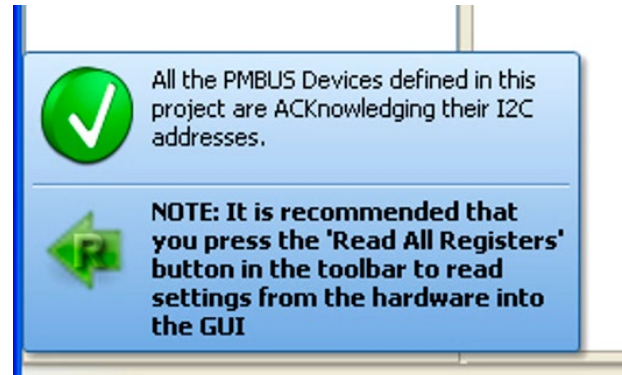 All the PMBUS Devices defined in this
project are ACKnowledging their I2C
addresses.
NOTE: It is recommended that
you press the 'Read All Registers'
button in the toolbar to read
settings from the hardware into
the GUI
R